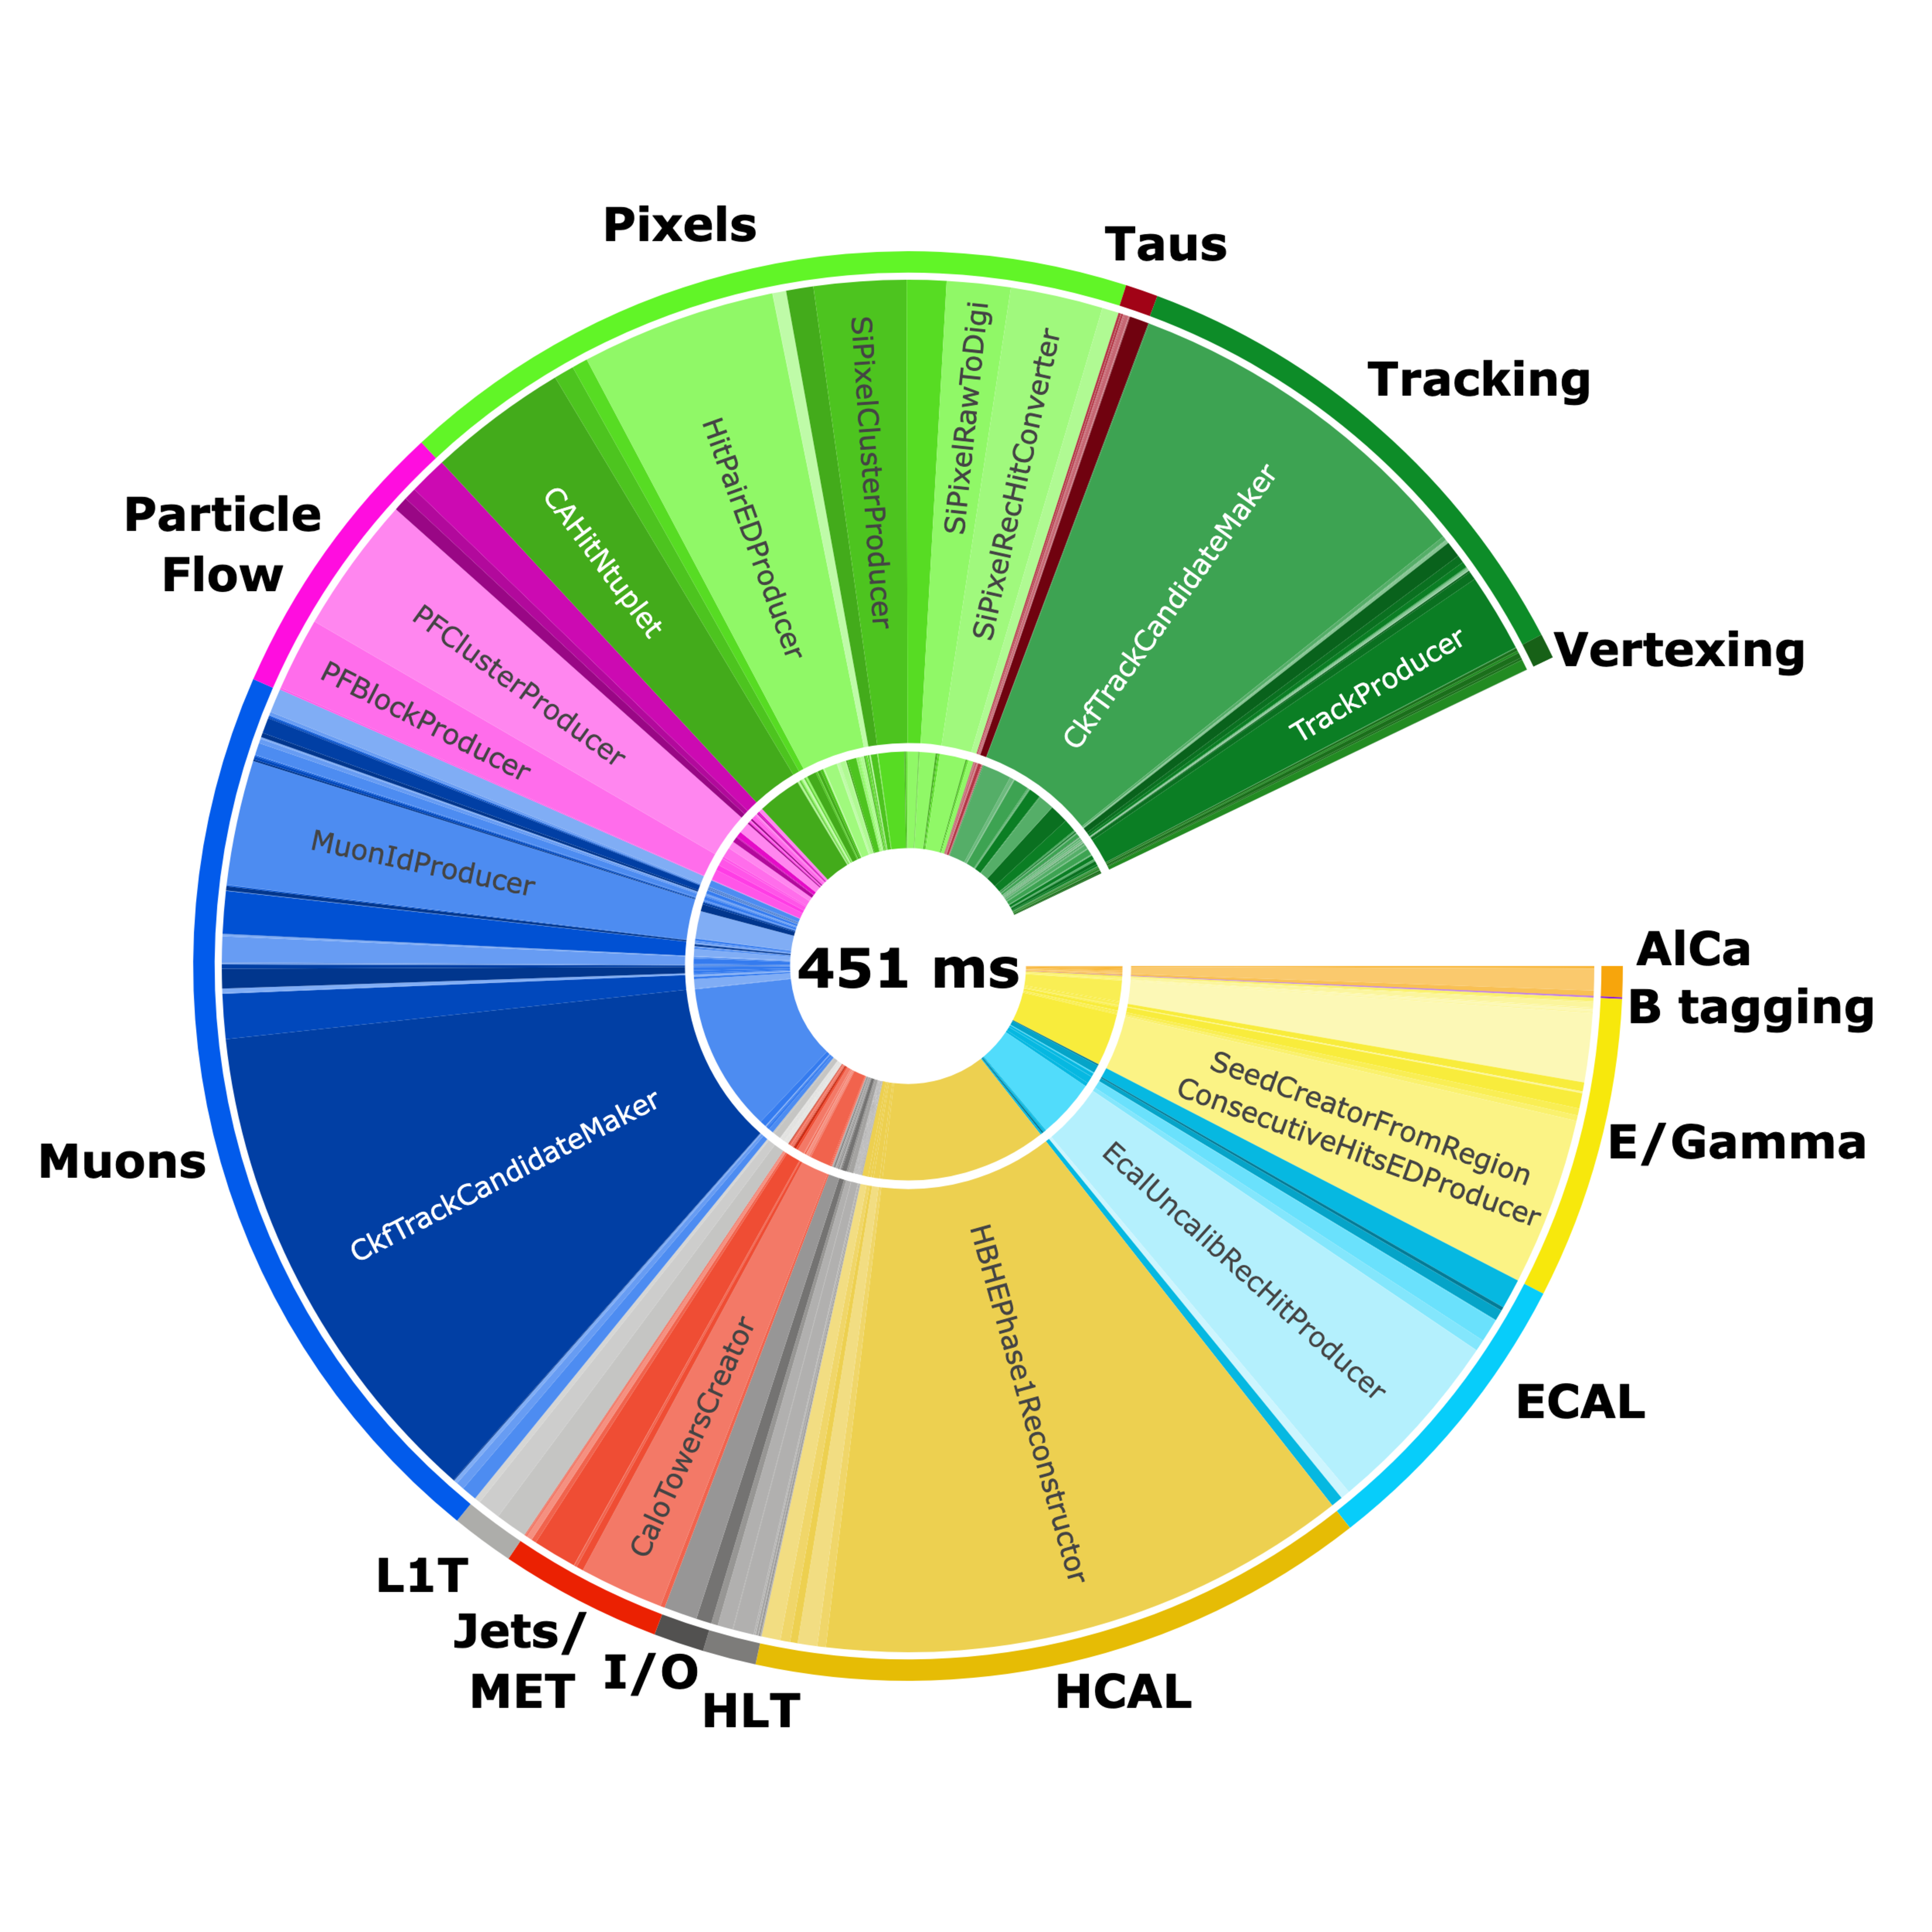 Pixels
Taus
Tracking
Vertexing
Particle
Flow
SiPixelClusterProducer
SiPixelRawToDigi
SiPixelRecHitConverter
HitPairEDProducer
CAHitNtuplet
CkfTrackCandidateMaker
TrackProducer
PFClusterProducer
PFBlockProducer
MuonIdProducer
451 ms
AlCa
B tagging
E/Gamma
SeedCreatorFromRegion
ConsecutiveHitsEDProducer
Muons
CkfTrackCandidateMaker
EcalUncalibRecHitProducer
HBHEPhase1Reconstructor
CaloTowersCreator
ECAL
L1T
Jets/
MET
I/O
HLT
HCAL